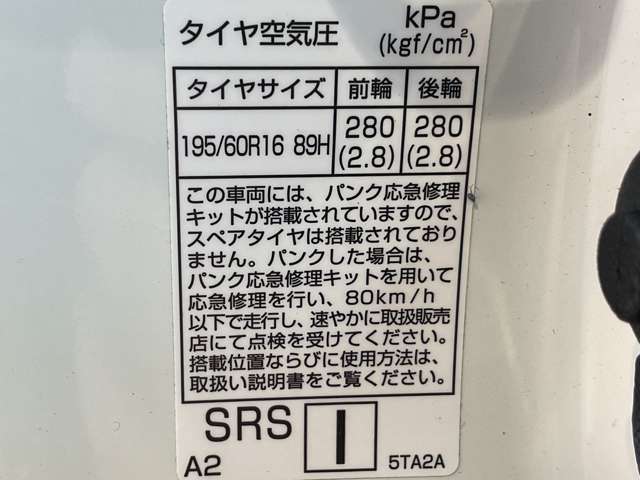 タイヤ空気圧 kPa
(kgf/cm²)
タイヤサイズ 前輪 後輪
195/60R16 89H 280 280
(2.8) (2.8)
この車両には、パンク応急修理
キットが搭載されていますので、
スペアタイヤは搭載されており
ません。パンクした場合は、
パンク応急修理キットを用いて
応急修理を行い、80km/h
以下で走行し、速やかに取扱販売
店にて点検を受けてください。
搭載位置ならびに使用方法は、
取扱い説明書をご覧ください。
SRS I
A2 5TA2A